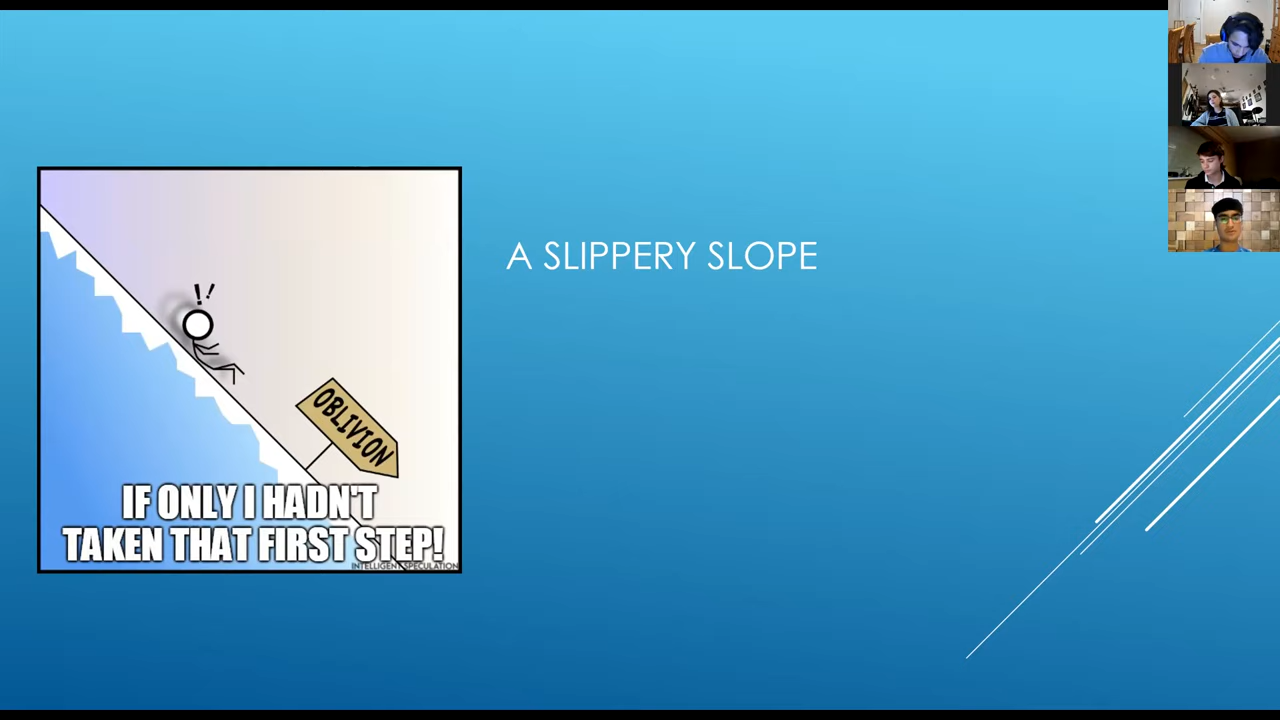 A SLIPPERY SLOPE
!!
OBLIVION
IF ONLY I HADN'T
TAKEN THAT FIRST STEP!
INTELLIGENT SPECULATION